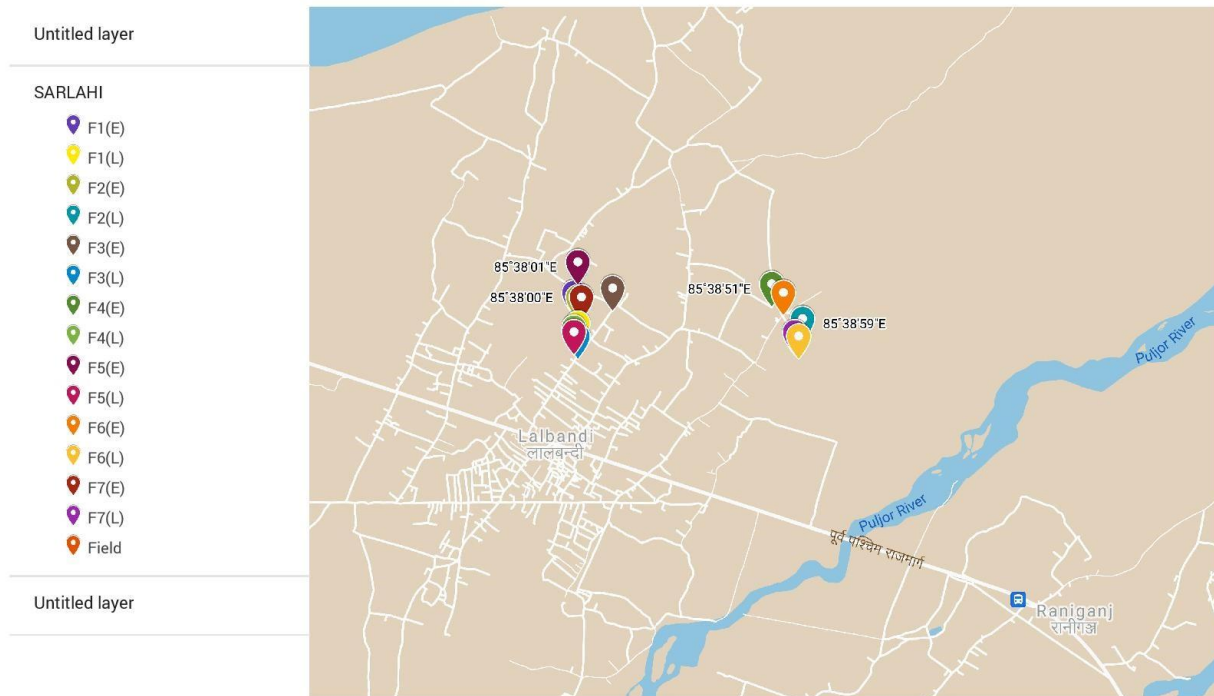 Untitled layer
SARLAHI
F1(E)
F1(L)
F2(E)
F2(L)
F3(E)
F3(L)
F4(E)
F4(L)
F5(E)
F5(L)
F6(E)
F6(L)
F7(E)
F7(L)
Field
Untitled layer
85°38'01"E
85°38'00"E
85°38'51"E
85°38'59"E
Puljor River
Lalbandi
लालबन्दी
Puljor River
पूर्व पश्चिम राजमार्ग
Raniganj
रानीगञ्ज